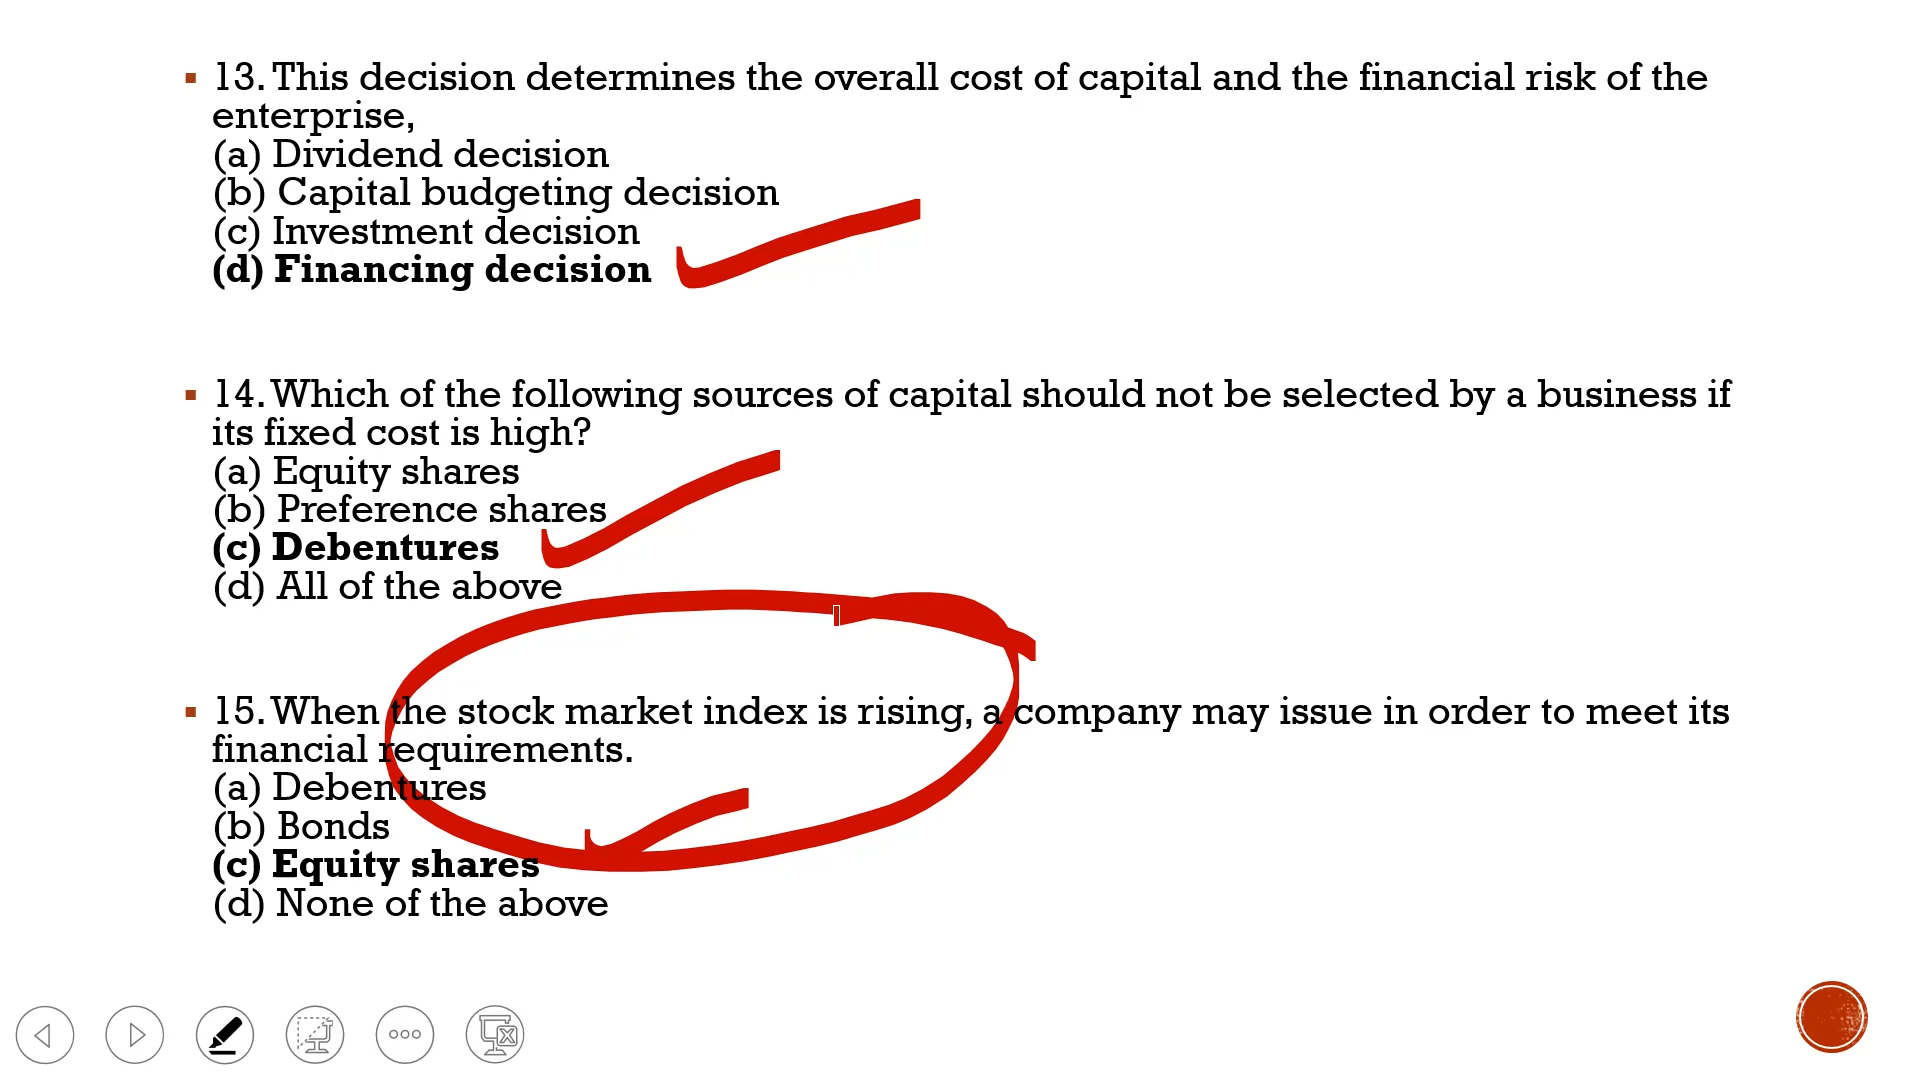 13. This decision determines the overall cost of capital and the financial risk of the
enterprise,
(a) Dividend decision
(b) Capital budgeting decision
(c) Investment decision
(d) Financing decision
14. Which of the following sources of capital should not be selected by a business if
its fixed cost is high?
(a) Equity shares
(b) Preference shares
(c) Debentures
(d) All of the above
15. When the stock market index is rising, a company may issue in order to meet its
financial requirements.
(a) Debentures
(b) Bonds
(c) Equity shares
(d) None of the above